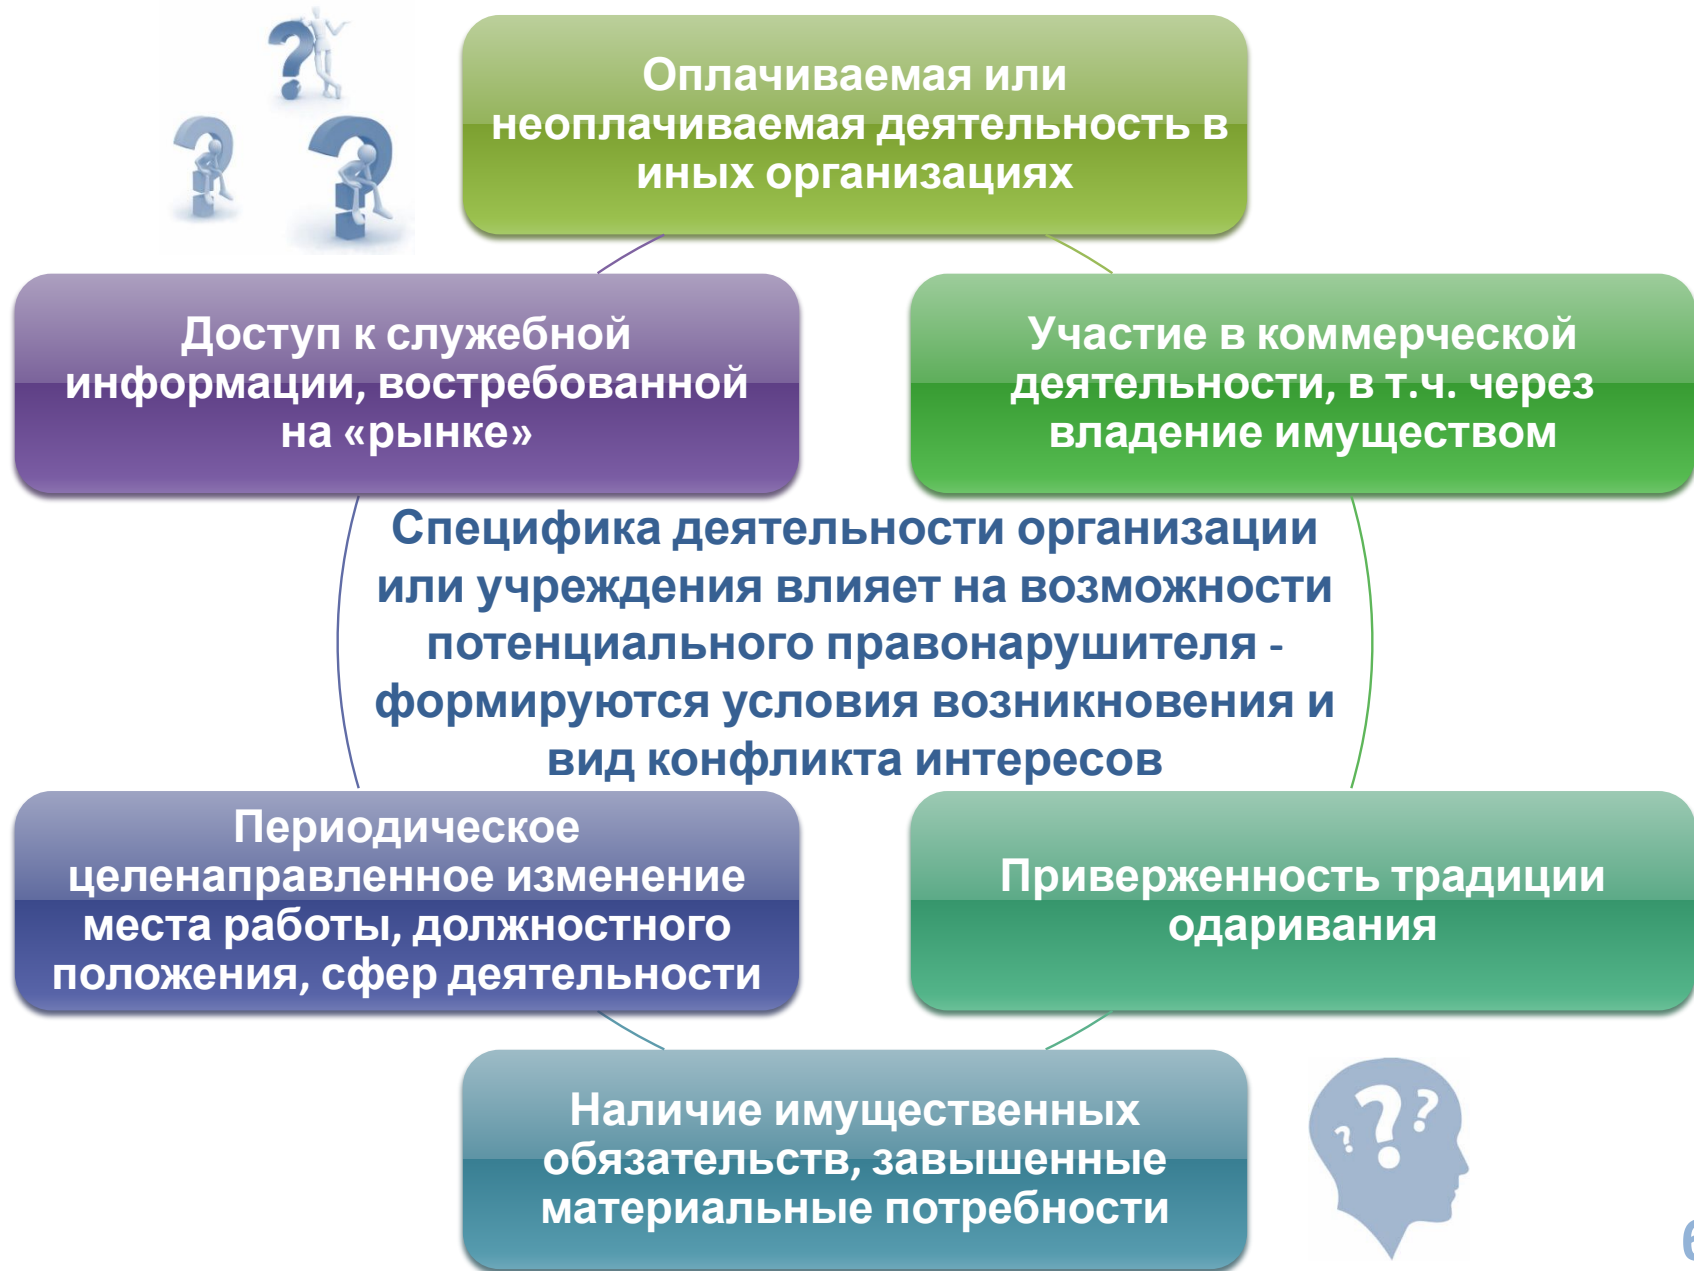 Оплачиваемая или
неоплачиваемая деятельность в
иных организациях
Доступ к служебной
информации, востребованной
на «рынке»
Участие в коммерческой
деятельности, в т.ч. через
владение имуществом
Специфика деятельности организации
или учреждения влияет на возможности
потенциального правонарушителя -
формируются условия возникновения и
вид конфликта интересов
Периодическое
целенаправленное изменение
места работы, должностного
положения, сфер деятельности
Приверженность традиции
одаривания
Наличие имущественных
обязательств, завышенные
материальные потребности